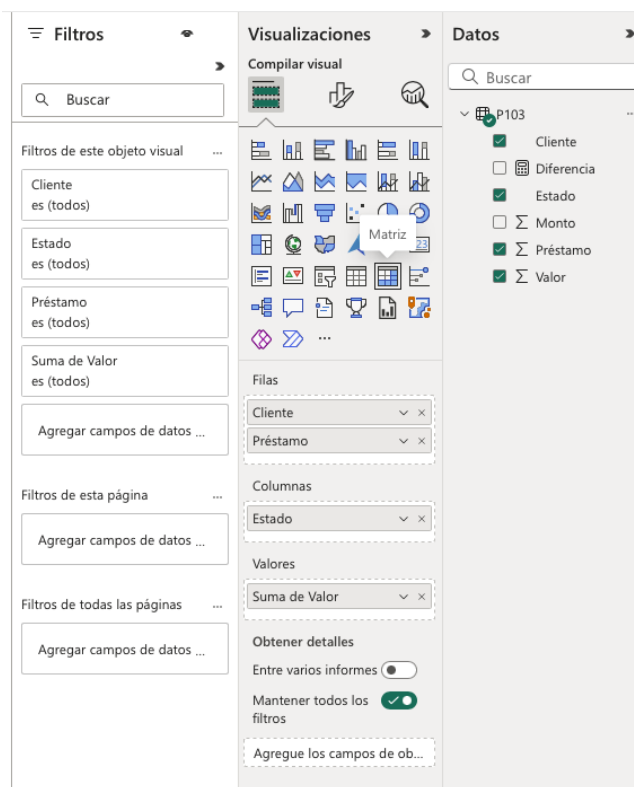 Filtros
Buscar
Filtros de este objeto visual ...
Cliente
es (todos)
Estado
es (todos)
Préstamo
es (todos)
Suma de Valor
es (todos)
Agregar campos de datos ...
Filtros de esta página ...
Agregar campos de datos ...
Filtros de todas las páginas ...
Agregar campos de datos ...
Visualizaciones
Compilar visual
Matriz
123
...
Filas
Cliente
Préstamo
Columnas
Estado
Valores
Suma de Valor
Obtener detalles
Entre varios informes
Mantener todos los
filtros
Agregue los campos de ob...
Datos
Buscar
P103
Cliente
Diferencia
Estado
∑ Monto
∑ Préstamo
∑ Valor